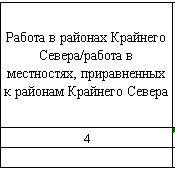 Работа в районах Крайнего
Севера/работа в
местностях, приравненных
к районам Крайнего Севера
4